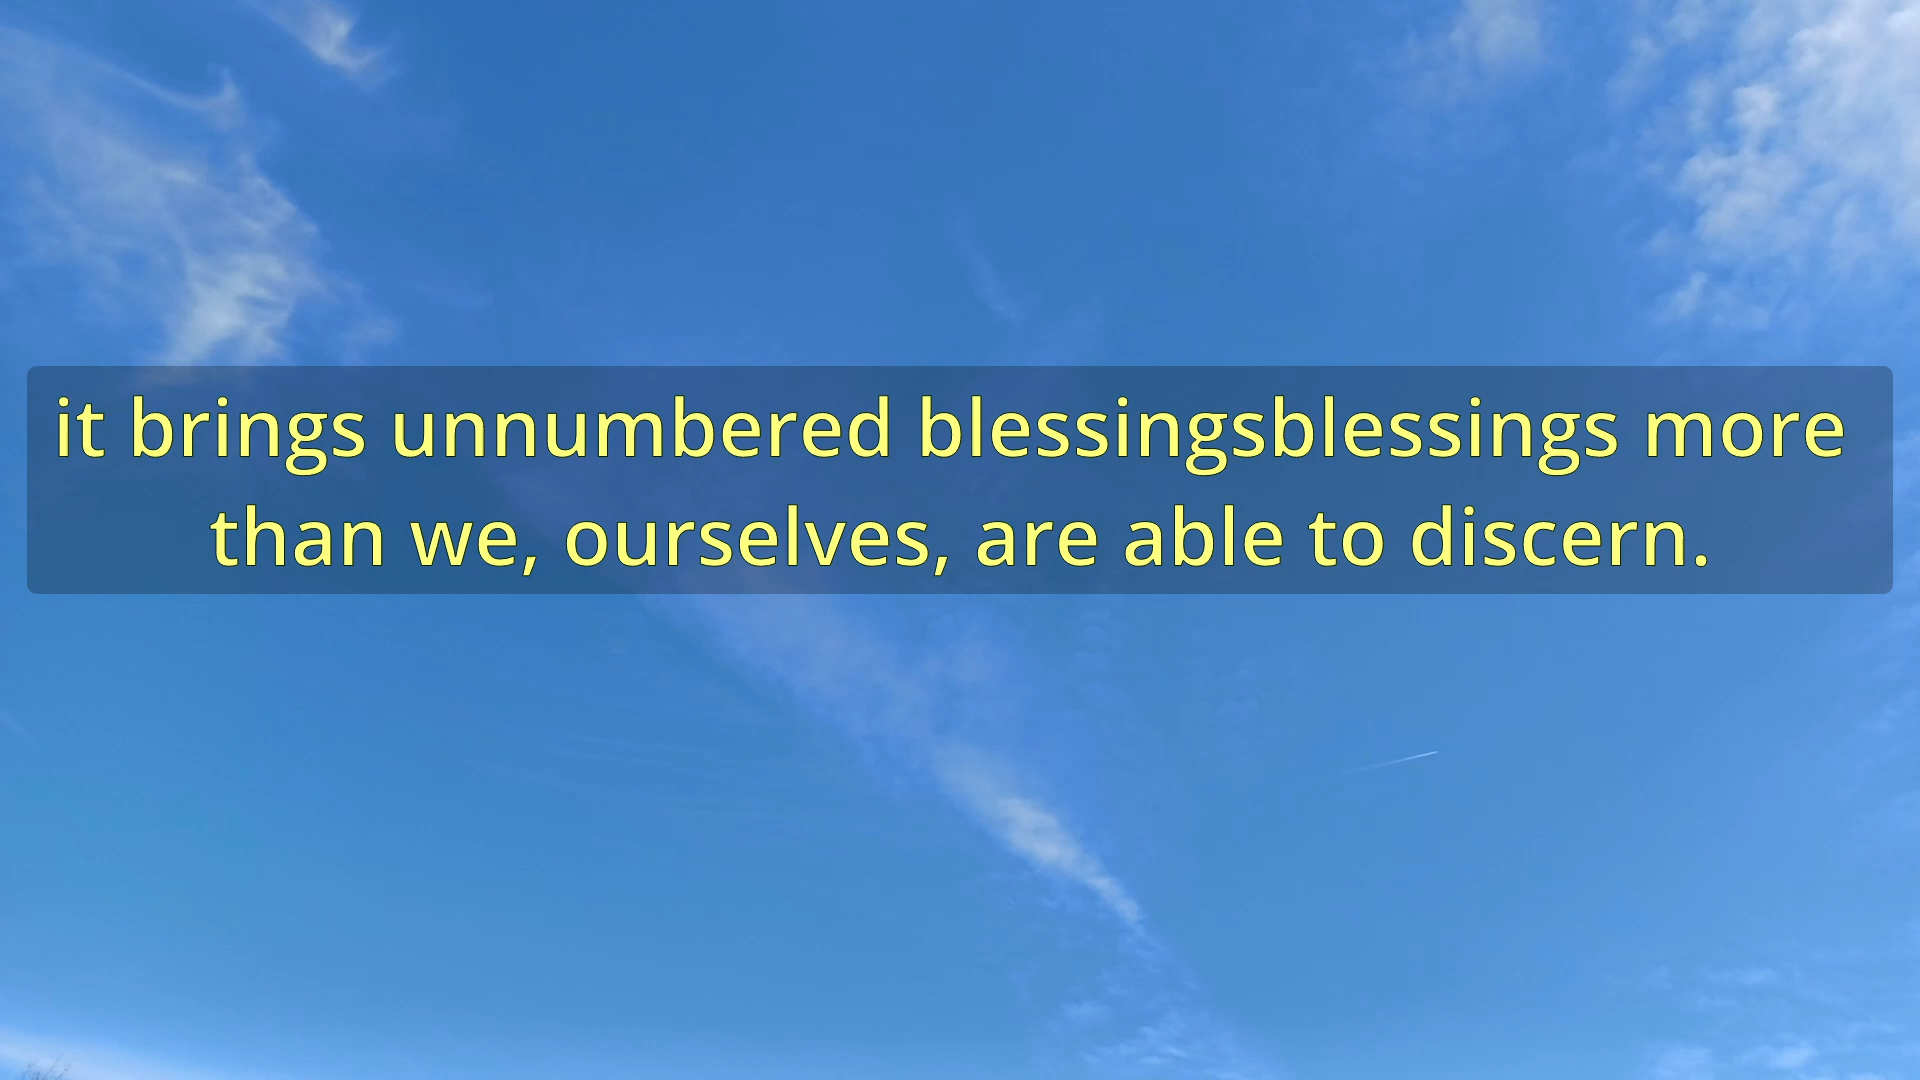 it brings unnumbered blessingsblessings more
than we, ourselves, are able to discern.